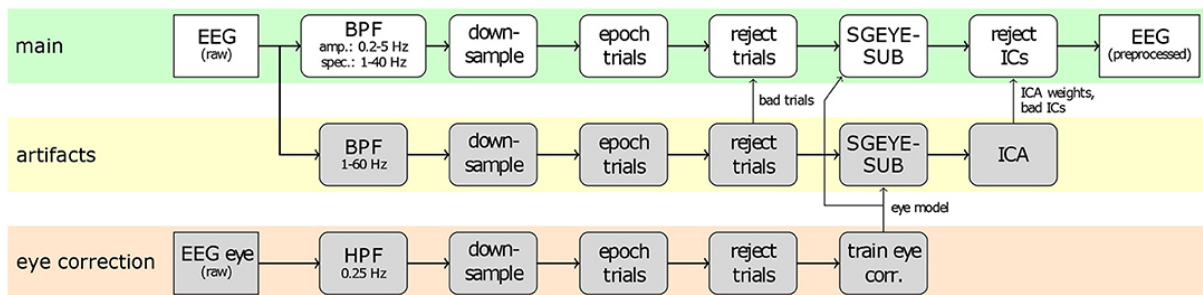 main
EEG
(raw)
BPF
amp.: 0.2-5 Hz
spec.: 1-40 Hz
down-
sample
epoch
trials
reject
trials
SGEYE-
SUB
reject
ICs
EEG
(preprocessed)
bad trials
ICA weights,
bad ICs
artifacts
BPF
1-60 Hz
down-
sample
epoch
trials
reject
trials
SGEYE-
SUB
ICA
eye model
eye correction
EEG eye
(raw)
HPF
0.25 Hz
down-
sample
epoch
trials
reject
trials
train eye
corr.